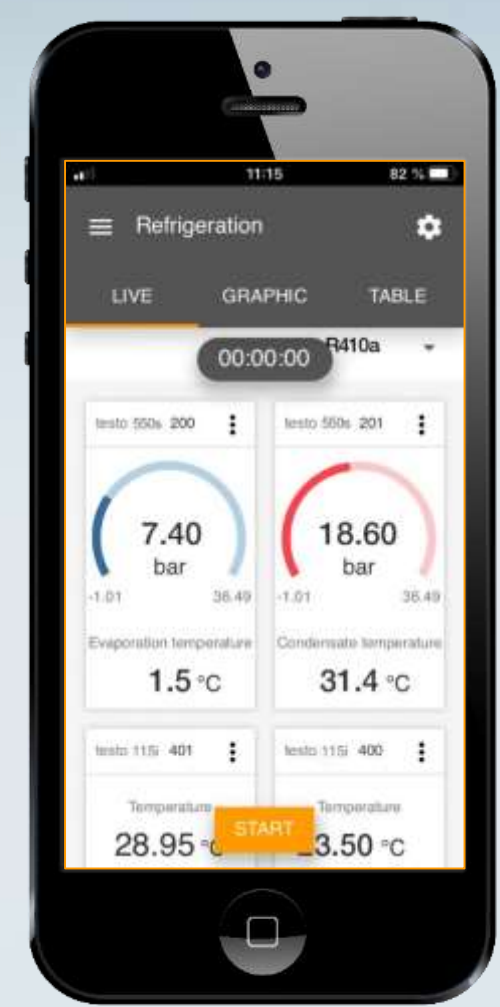 11:15 82 %
Refrigeration
LIVE GRAPHIC TABLE
00:00:00 R410a
testo 550s 200
7.40
bar
-1.01 36.49
Evaporation temperature
1.5 °C
testo 550s 201
18.60
bar
-1.01 36.49
Condensate temperature
31.4 °C
testo 115i 401
Temperature
28.95 °C
testo 115i 400
Temperature
3.50 °C
START